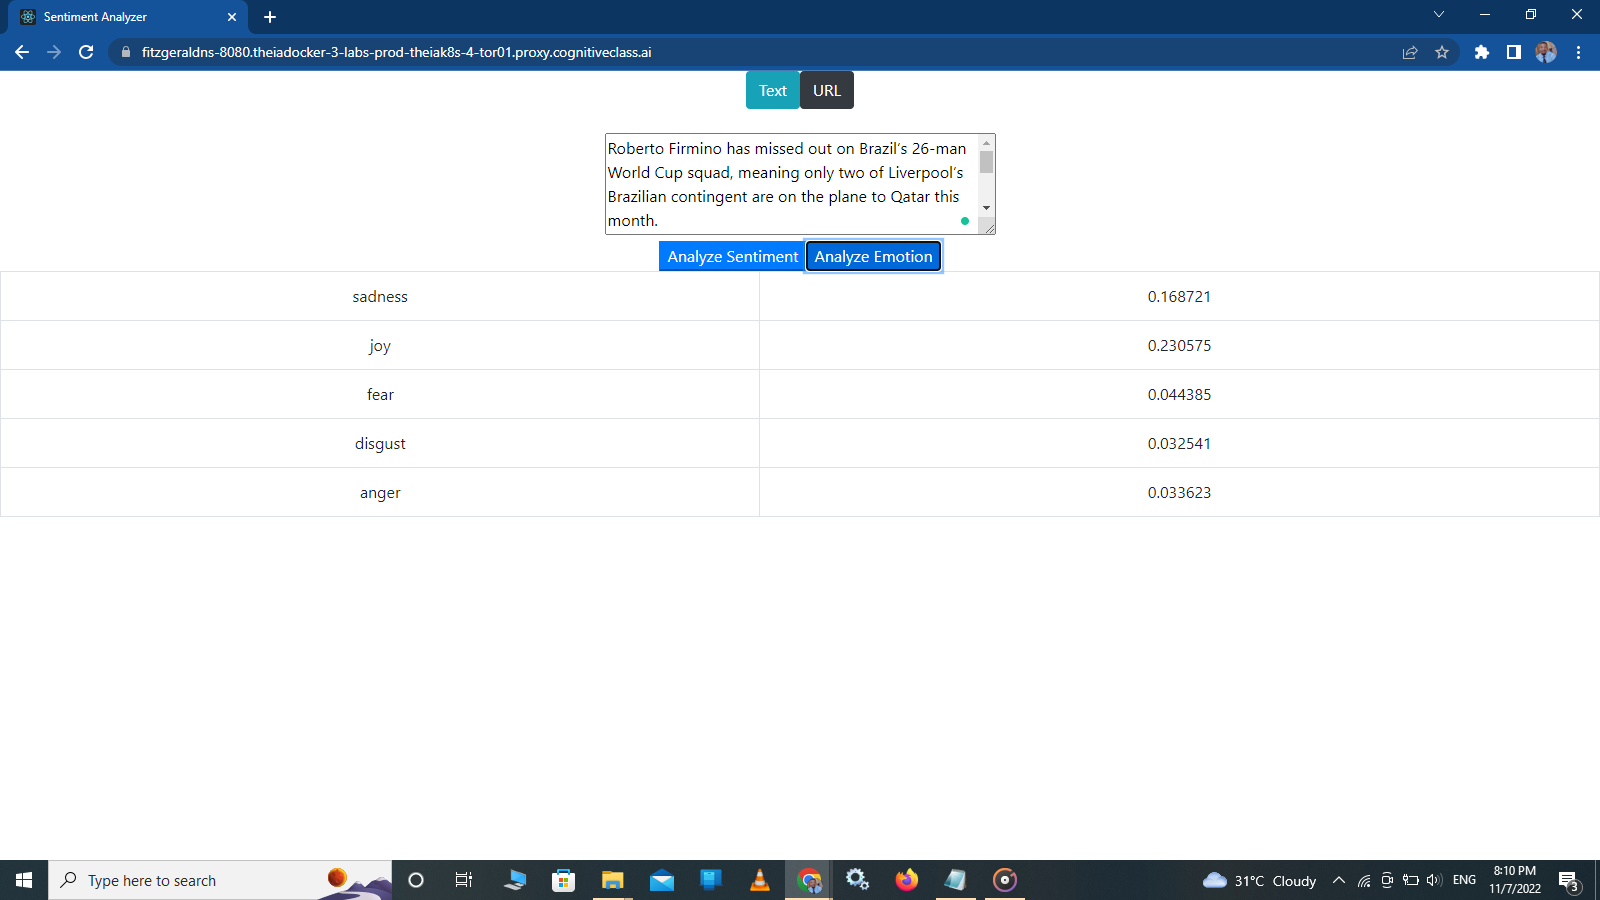 Sentiment Analyzer
fitzgeraldns-8080.theiadocker-3-labs-prod-theiak8s-4-tor01.proxy.cognitiveclass.ai
Text URL
Roberto Firmino has missed out on Brazil's 26-man
World Cup squad, meaning only two of Liverpool's
Brazilian contingent are on the plane to Qatar this
month.
Analyze Sentiment Analyze Emotion
sadness 0.168721
joy 0.230575
fear 0.044385
disgust 0.032541
anger 0.033623
Type here to search
31°C Cloudy
ENG
8:10 PM
11/7/2022
3